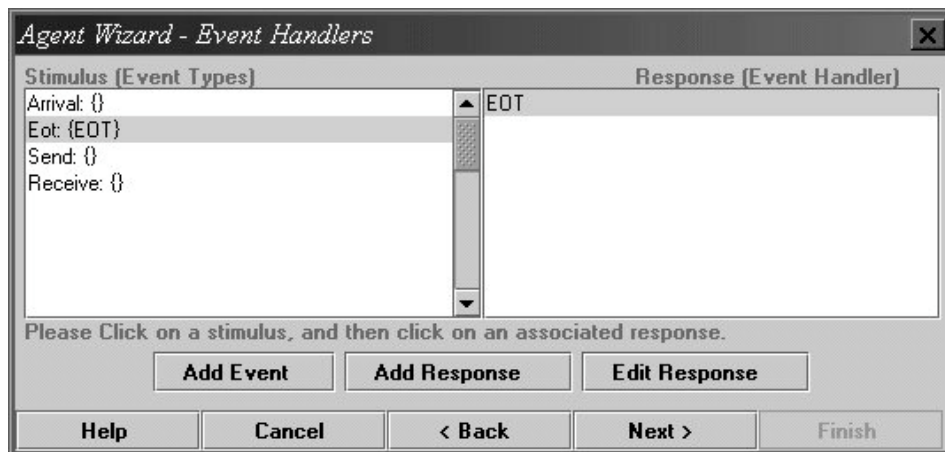 Agent Wizard - Event Handlers
Stimulus (Event Types) Response (Event Handler)
Arrival: {}
EOT
Eot: {EOT}
Send: {}
Receive: {}
Please Click on a stimulus, and then click on an associated response.
Add Event Add Response Edit Response
Help Cancel < Back Next > Finish